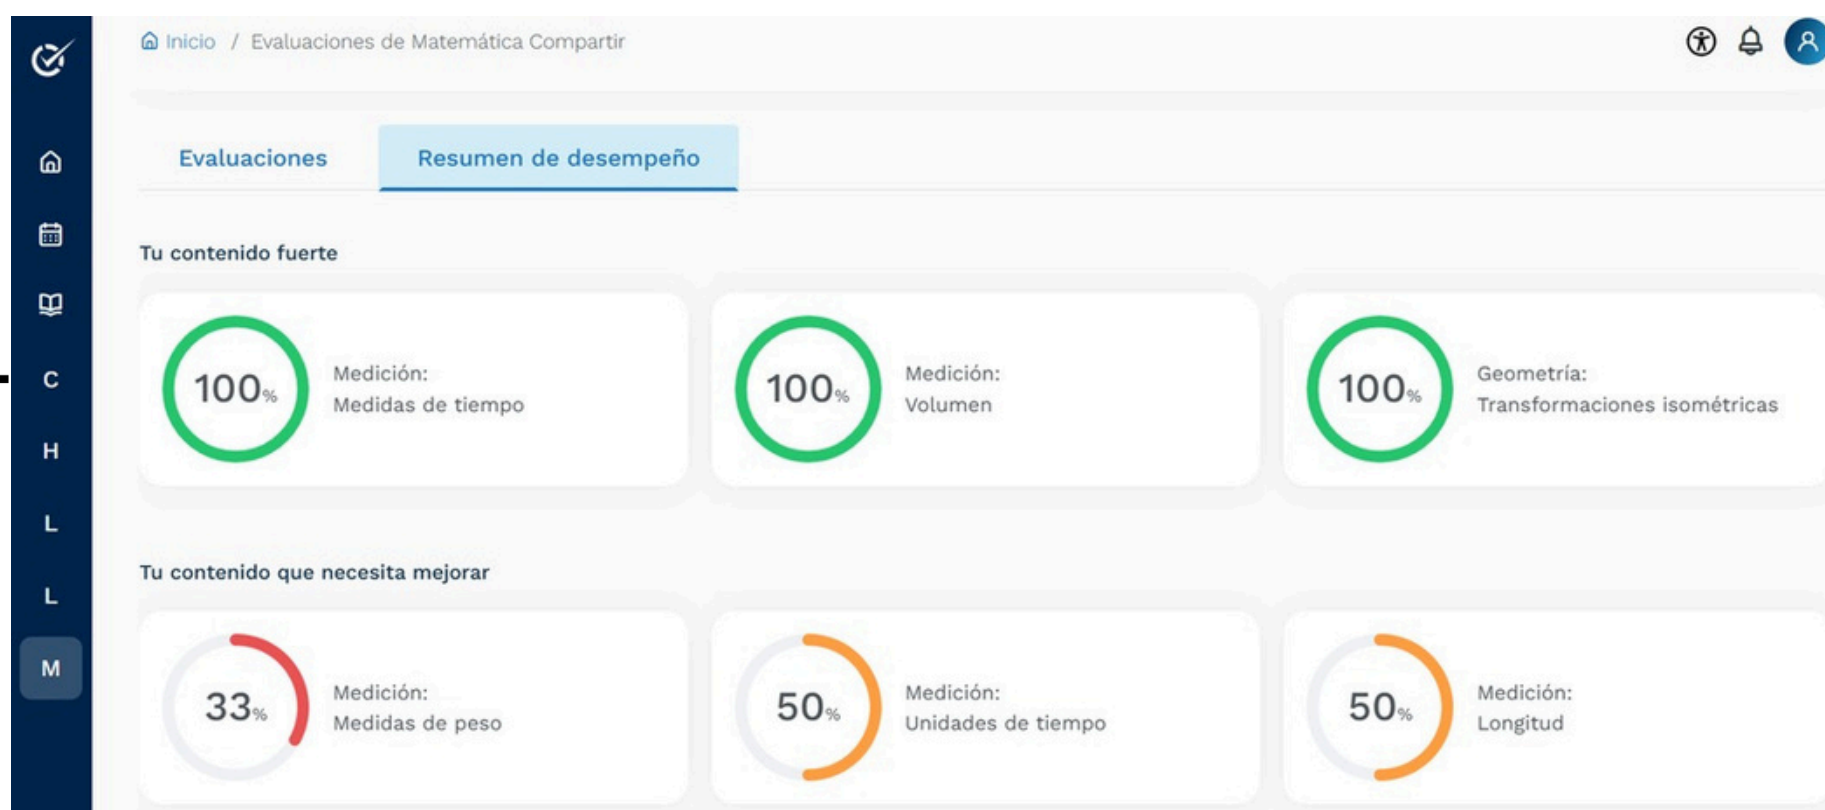 Inicio / Evaluaciones de Matemática Compartir
Evaluaciones
Resumen de desempeño
Tu contenido fuerte
100%
Medición:
Medidas de tiempo
100%
Medición:
Volumen
100%
Geometría:
Transformaciones isométricas
Tu contenido que necesita mejorar
33%
Medición:
Medidas de peso
50%
Medición:
Unidades de tiempo
50%
Medición:
Longitud
C
H
L
L
M